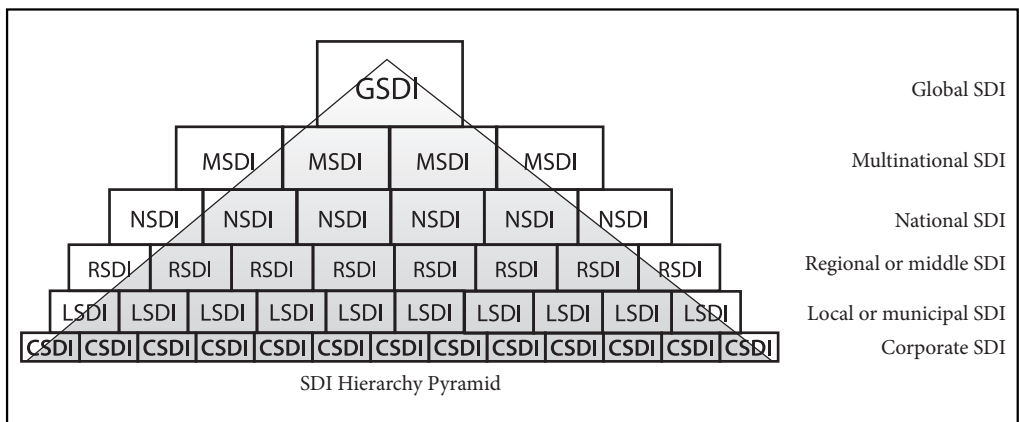 GSDI Global SDI
MSDI MSDI MSDI MSDI Multinational SDI
NSDI NSDI NSDI NSDI NSDI NSDI National SDI
RSDI RSDI RSDI RSDI RSDI RSDI RSDI RSDI Regional or middle SDI
LSDI LSDI LSDI LSDI LSDI LSDI LSDI LSDI LSDI LSDI Local or municipal SDI
CSDI CSDI CSDI CSDI CSDI CSDI CSDI CSDI CSDI CSDI CSDI CSDI CSDI Corporate SDI
SDI Hierarchy Pyramid